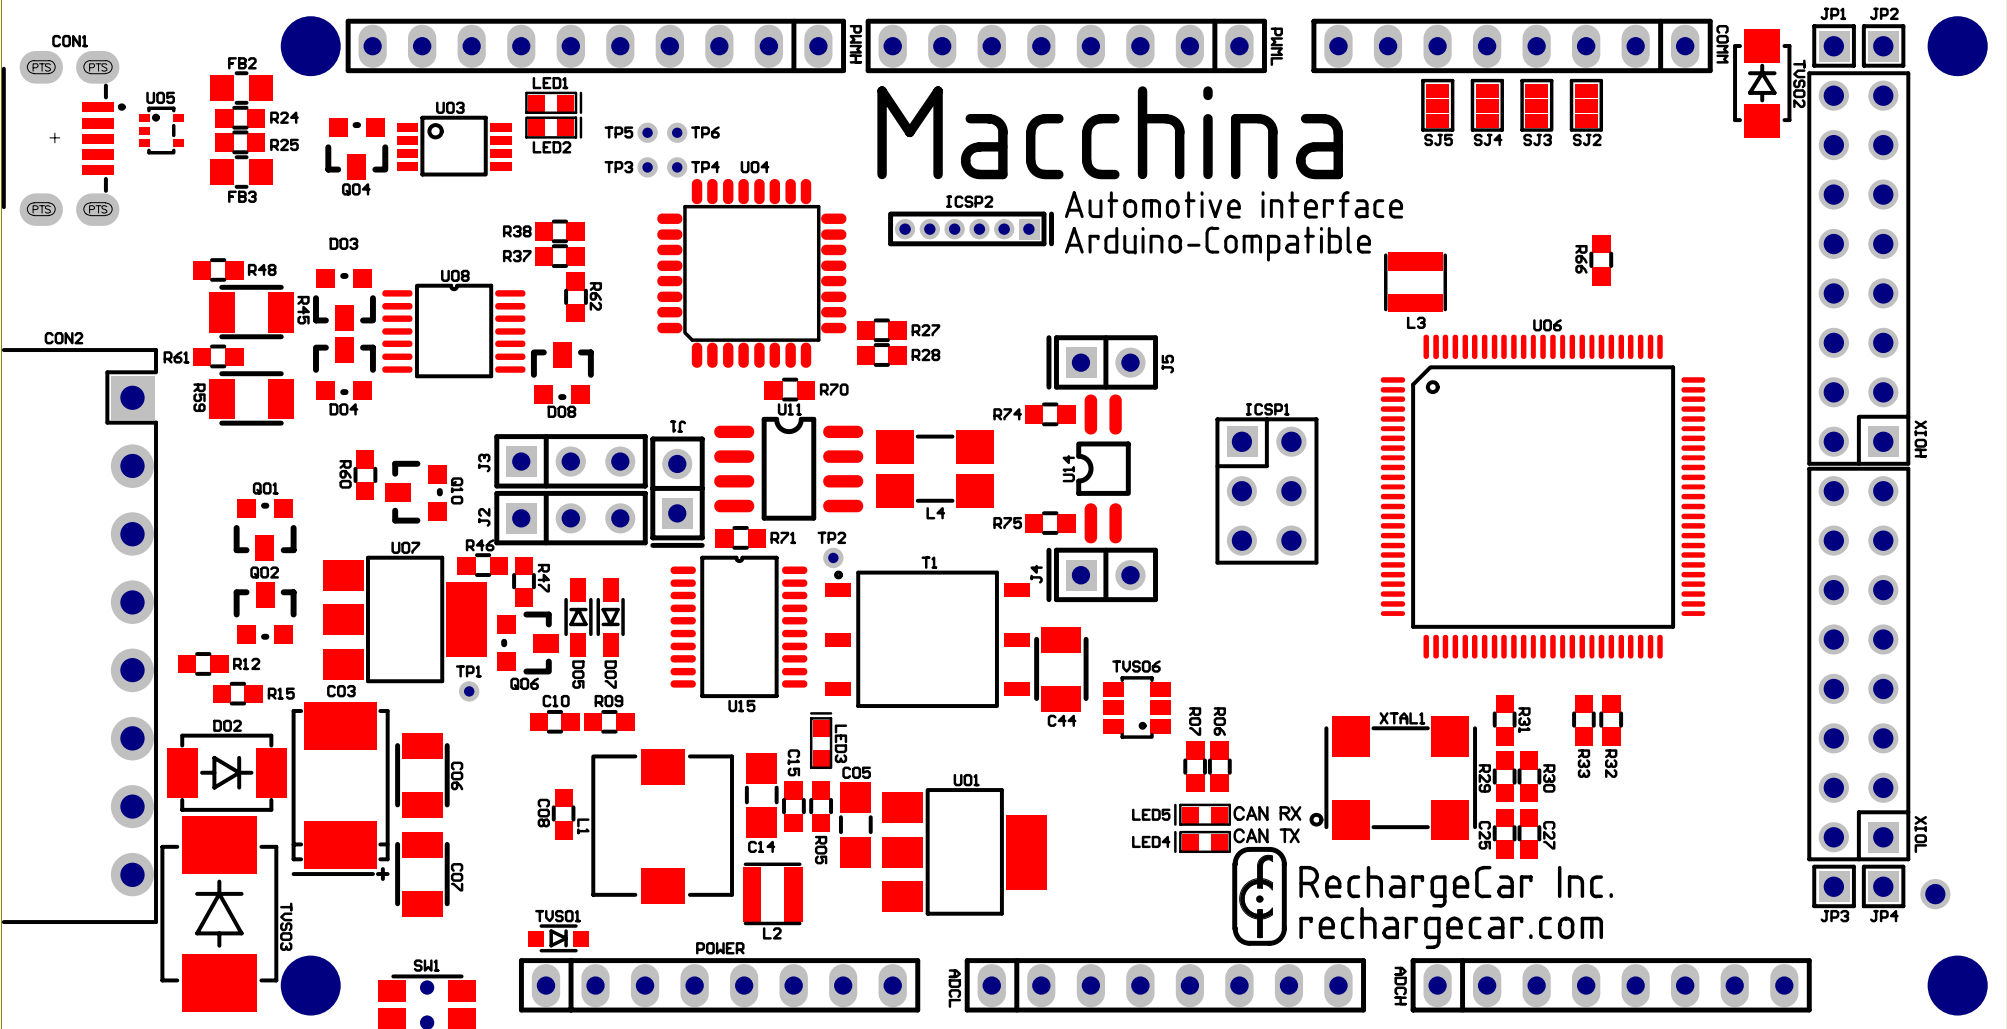 JP1
JP2
CON1
PTS
PTS
PWMH
PWML
COMM
FB2
LED1
U05
U03
TVS02
R24
TP5
TP6
Macchina
R25
LED2
SJ5
SJ4
SJ3
SJ2
TP3
TP4
U04
Q04
FB3
PTS
PTS
ICSP2
Automotive interface
R38
Arduino-Compatible
D03
R37
R66
R48
U08
R62
R45
L3
U06
R27
CON2
R61
R28
J5
R59
R70
D04
D08
U11
R74
ICSP1
J1
XIOH
J3
R60
Q10
U14
Q01
J2
L4
R75
R71
TP2
U07
R46
T1
Q02
R47
J4
R12
TP1
D05
D07
TVS06
Q06
R15
C03
C10
R09
U15
C44
D02
LED3
R07
R06
XTAL1
R31
C06
C15
C05
U01
R29
R30
R33
R32
C08
L1
C14
R05
LED5
CAN RX
LED4
CAN TX
C25
C27
XIOL
C07
+
RechargeCar Inc.
rechargecar.com
JP3
JP4
TVS03
TVS01
L2
POWER
SW1
ADCL
ADCH